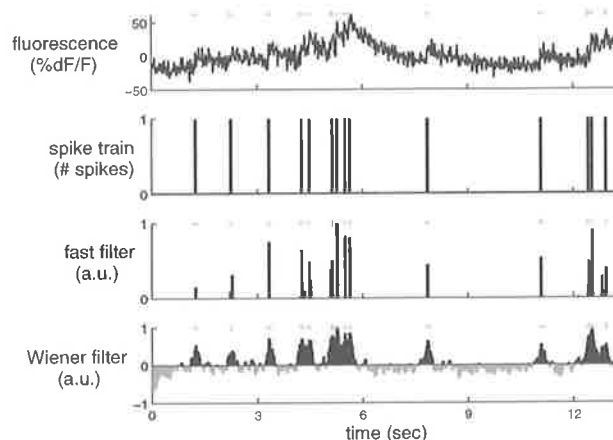 fluorescence
(%dF/F)
50
0
−50
spike train
(# spikes)
1
0
fast filter
(a.u.)
1
0
Wiener filter
(a.u.)
1
0
−1
0 3 6 9 12
time (sec)